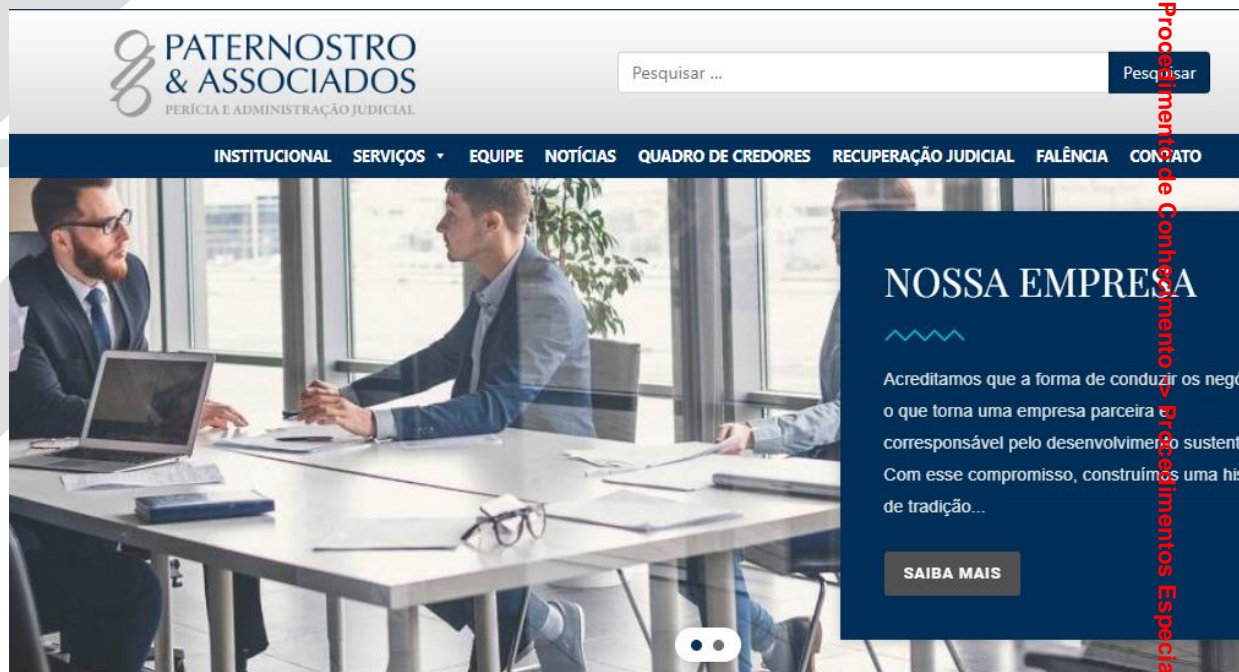 PATERNOSTRO
& ASSOCIADOS
PERÍCIA E ADMINISTRAÇÃO JUDICIAL
Pesquisar ...
Pesquisar
INSTITUCIONAL SERVIÇOS EQUIPE NOTÍCIAS QUADRO DE CREDORES RECUPERAÇÃO JUDICIAL FALÊNCIA CONTATO
NOSSA EMPRESA
Acreditamos que a forma de conduzir os negó
o que torna uma empresa parceira e
corresponsável pelo desenvolvimento sustent
Com esse compromisso, construímos uma his
de tradição...
SAIBA MAIS
Procedimento de Conhecimento > Procedimentos Especia